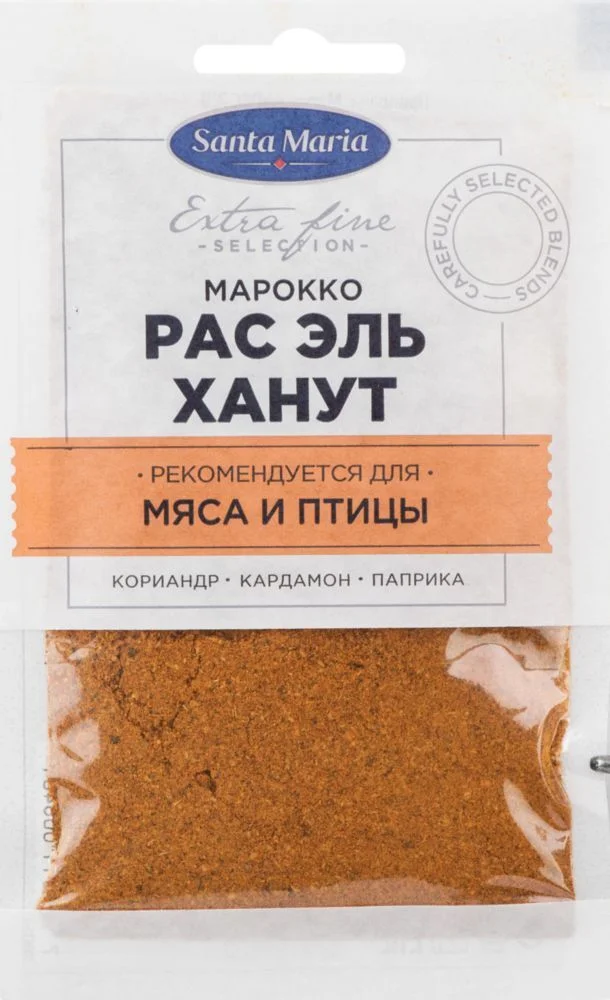 Santa Maria
Extra fine
-SELECTION-
CAREFULLY SELECTED BLENDS —
МАРОККО
РАС ЭЛЬ
ХАНУТ
• РЕКОМЕНДУЕТСЯ ДЛЯ •
МЯСА И ПТИЦЫ
КОРИАНДР • КАРДАМОН • ПАПРИКА